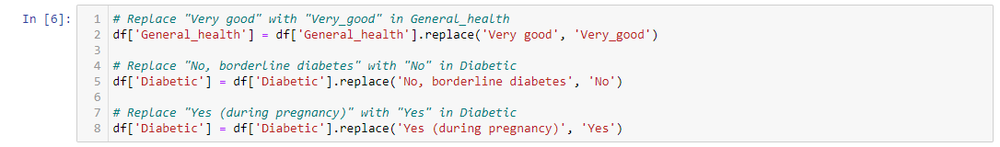 In [6]:
1 # Replace "Very good" with "Very_good" in General_health
2 df['General_health'] = df['General_health'].replace('Very good', 'Very_good')
3
4 # Replace "No, borderline diabetes" with "No" in Diabetic
5 df['Diabetic'] = df['Diabetic'].replace('No, borderline diabetes', 'No')
6
7 # Replace "Yes (during pregnancy)" with "Yes" in Diabetic
8 df['Diabetic'] = df['Diabetic'].replace('Yes (during pregnancy)', 'Yes')